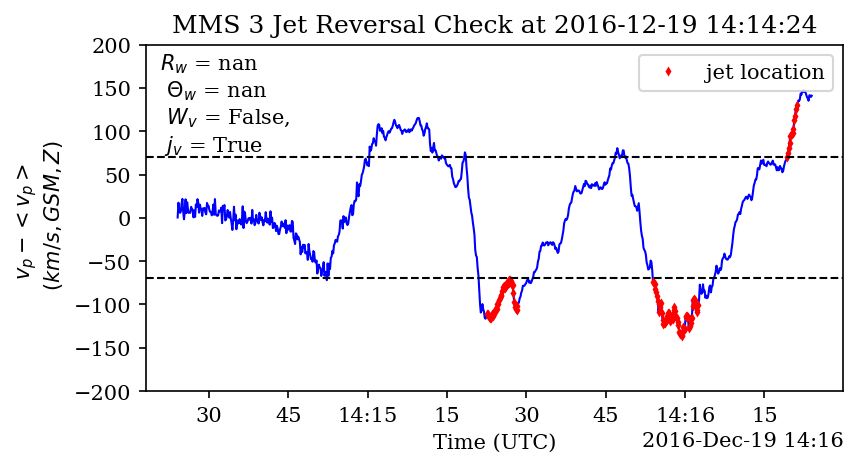 MMS 3 Jet Reversal Check at 2016-12-19 14:14:24
R_w = nan
Θ_w = nan
W_v = False,
j_v = True
jet location
200
150
100
50
0
−50
−100
−150
−200
v_p − < v_p >
(km/s, GSM, Z)
30 45 14:15 15 30 45 14:16 15
Time (UTC)
2016-Dec-19 14:16